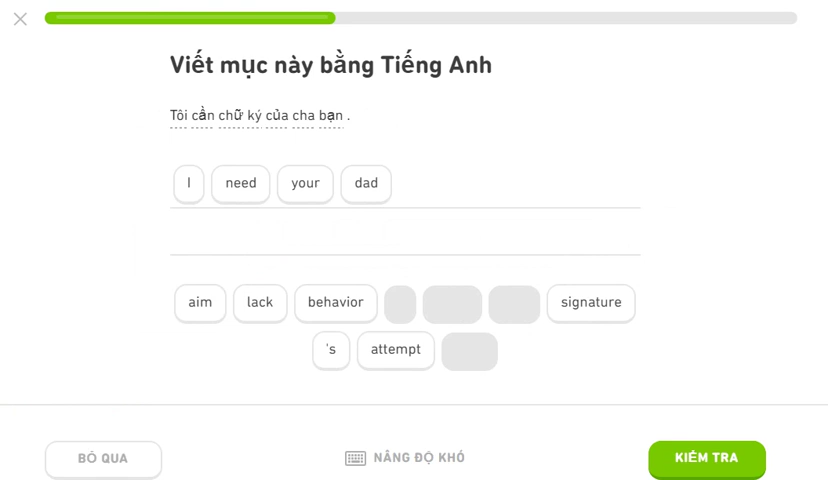 Viết mục này bằng Tiếng Anh
Tôi cần chữ ký của cha bạn .
I need your dad
aim lack behavior signature
's attempt
BỎ QUA NÂNG ĐỘ KHÓ KIỂM TRA